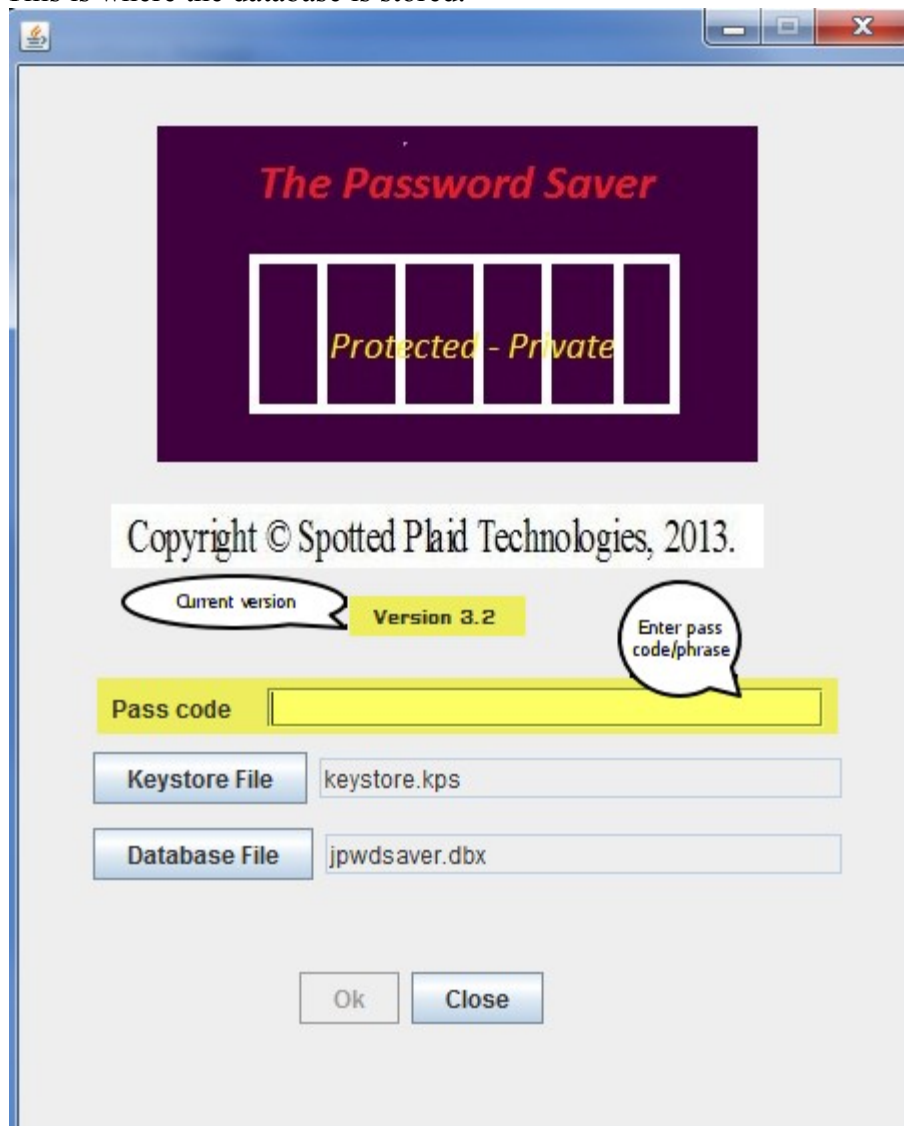 This is where the database is stored.
The Password Saver
Protected - Private
Copyright © Spotted Plaid Technologies, 2013.
Current version
Version 3.2
Enter pass
code/phrase
Pass code
Keystore File
keystore.kps
Database File
jpwdsaver.dbx
Ok
Close